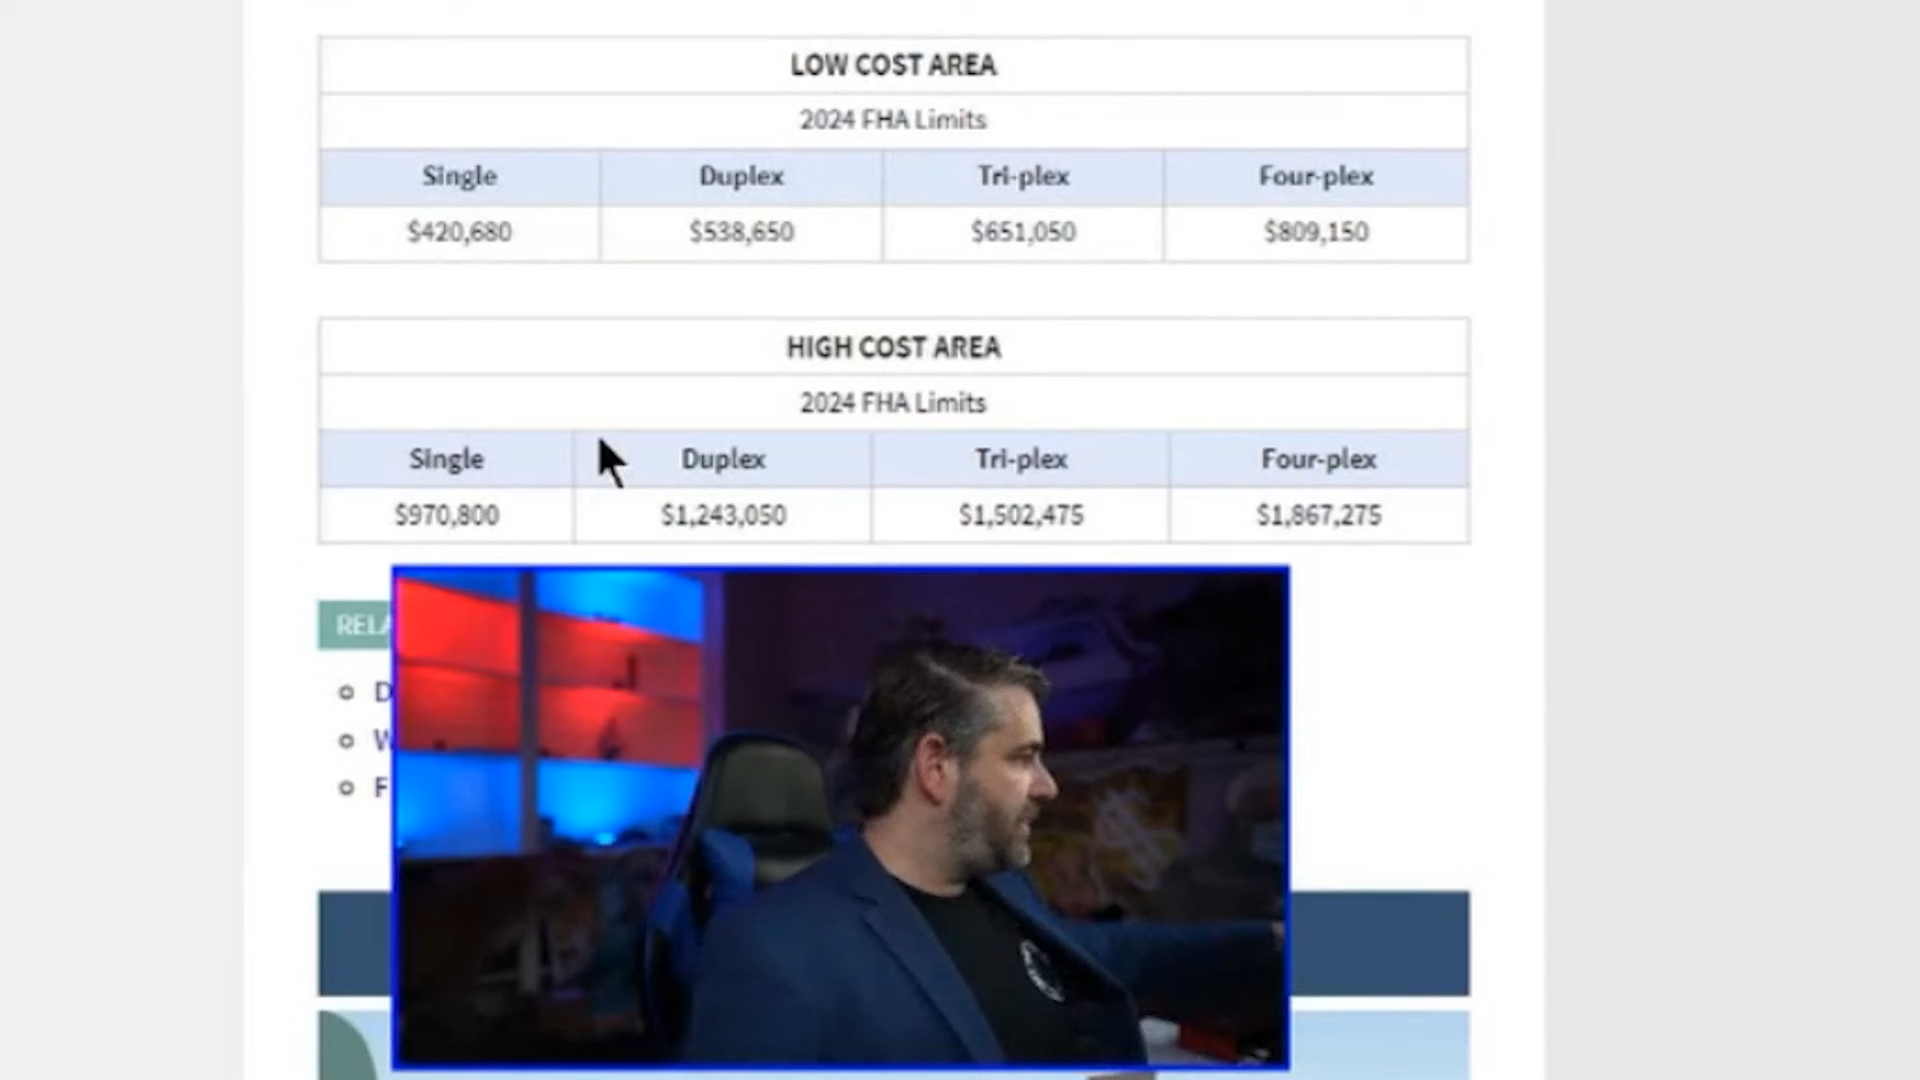 LOW COST AREA
2024 FHA Limits
Single Duplex Tri-plex Four-plex
$420,680 $538,650 $651,050 $809,150
HIGH COST AREA
2024 FHA Limits
Single Duplex Tri-plex Four-plex
$970,800 $1,243,050 $1,502,475 $1,867,275
RELA
D
W
F